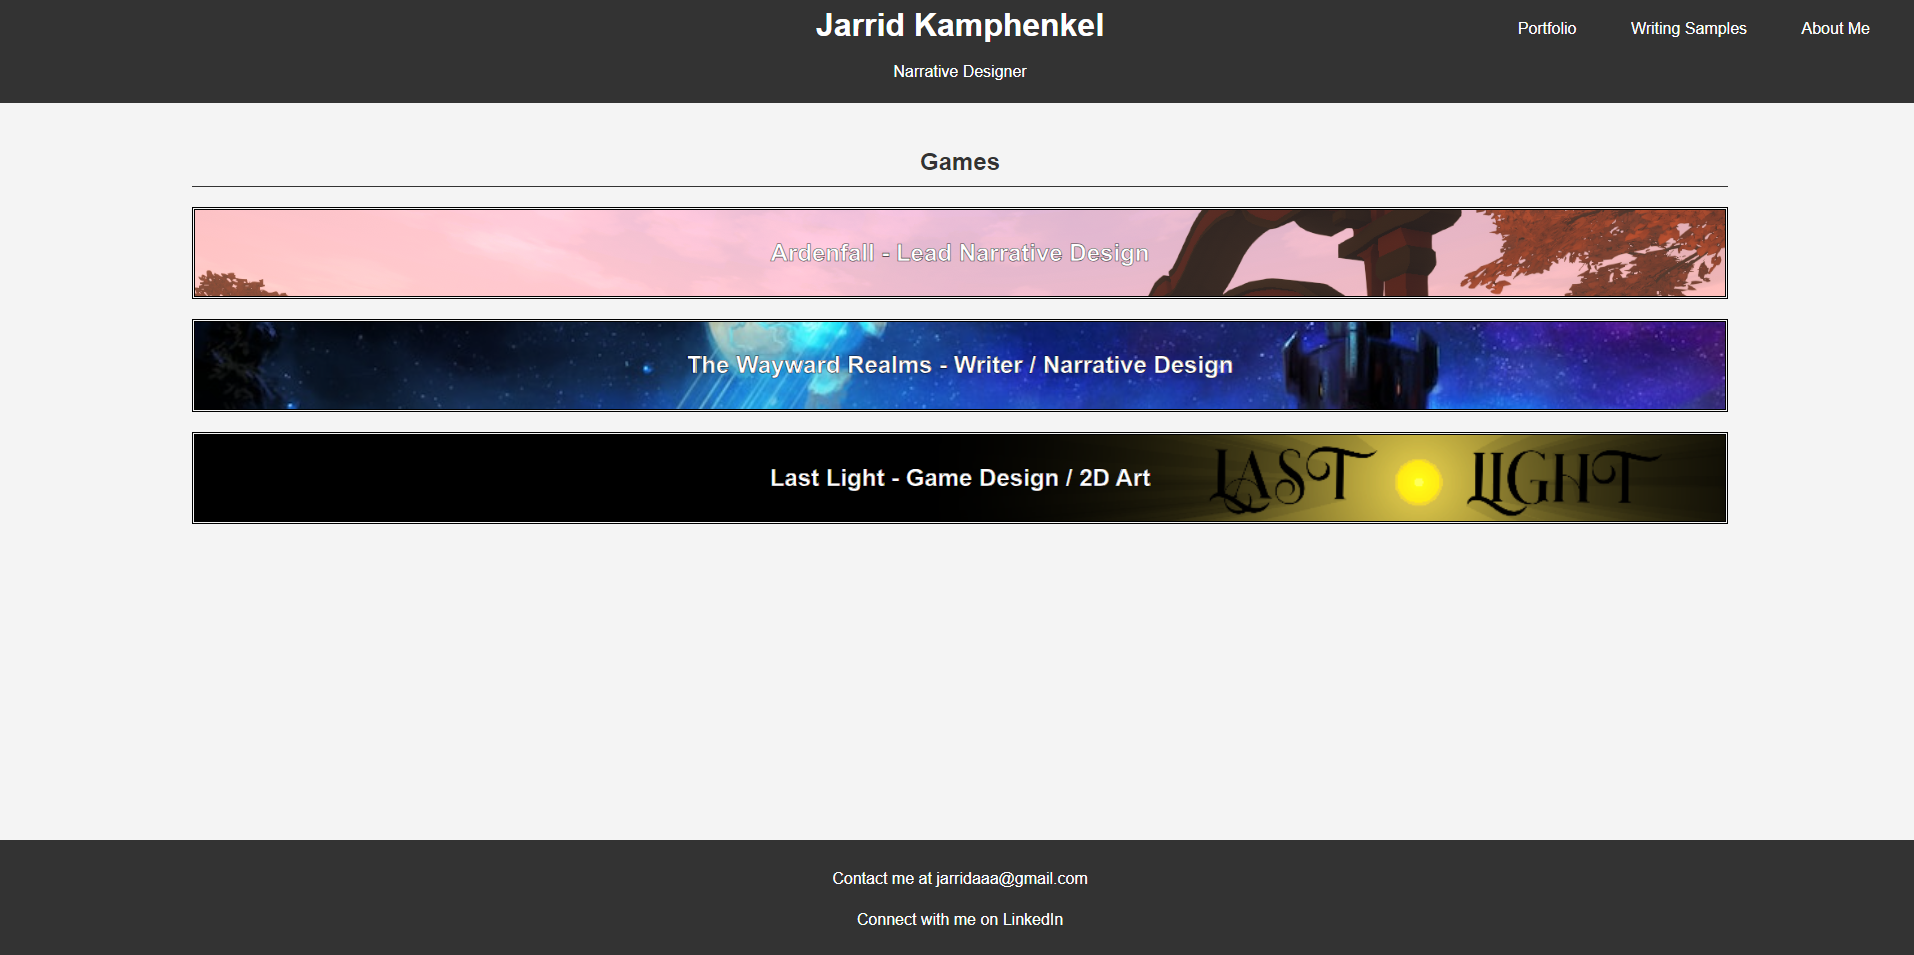 Jarrid Kamphenkel
Portfolio
Writing Samples
About Me
Narrative Designer
Games
Ardenfall - Lead Narrative Design
The Wayward Realms - Writer / Narrative Design
Last Light - Game Design / 2D Art
LAST LIGHT
Contact me at jarridaaa@gmail.com
Connect with me on LinkedIn